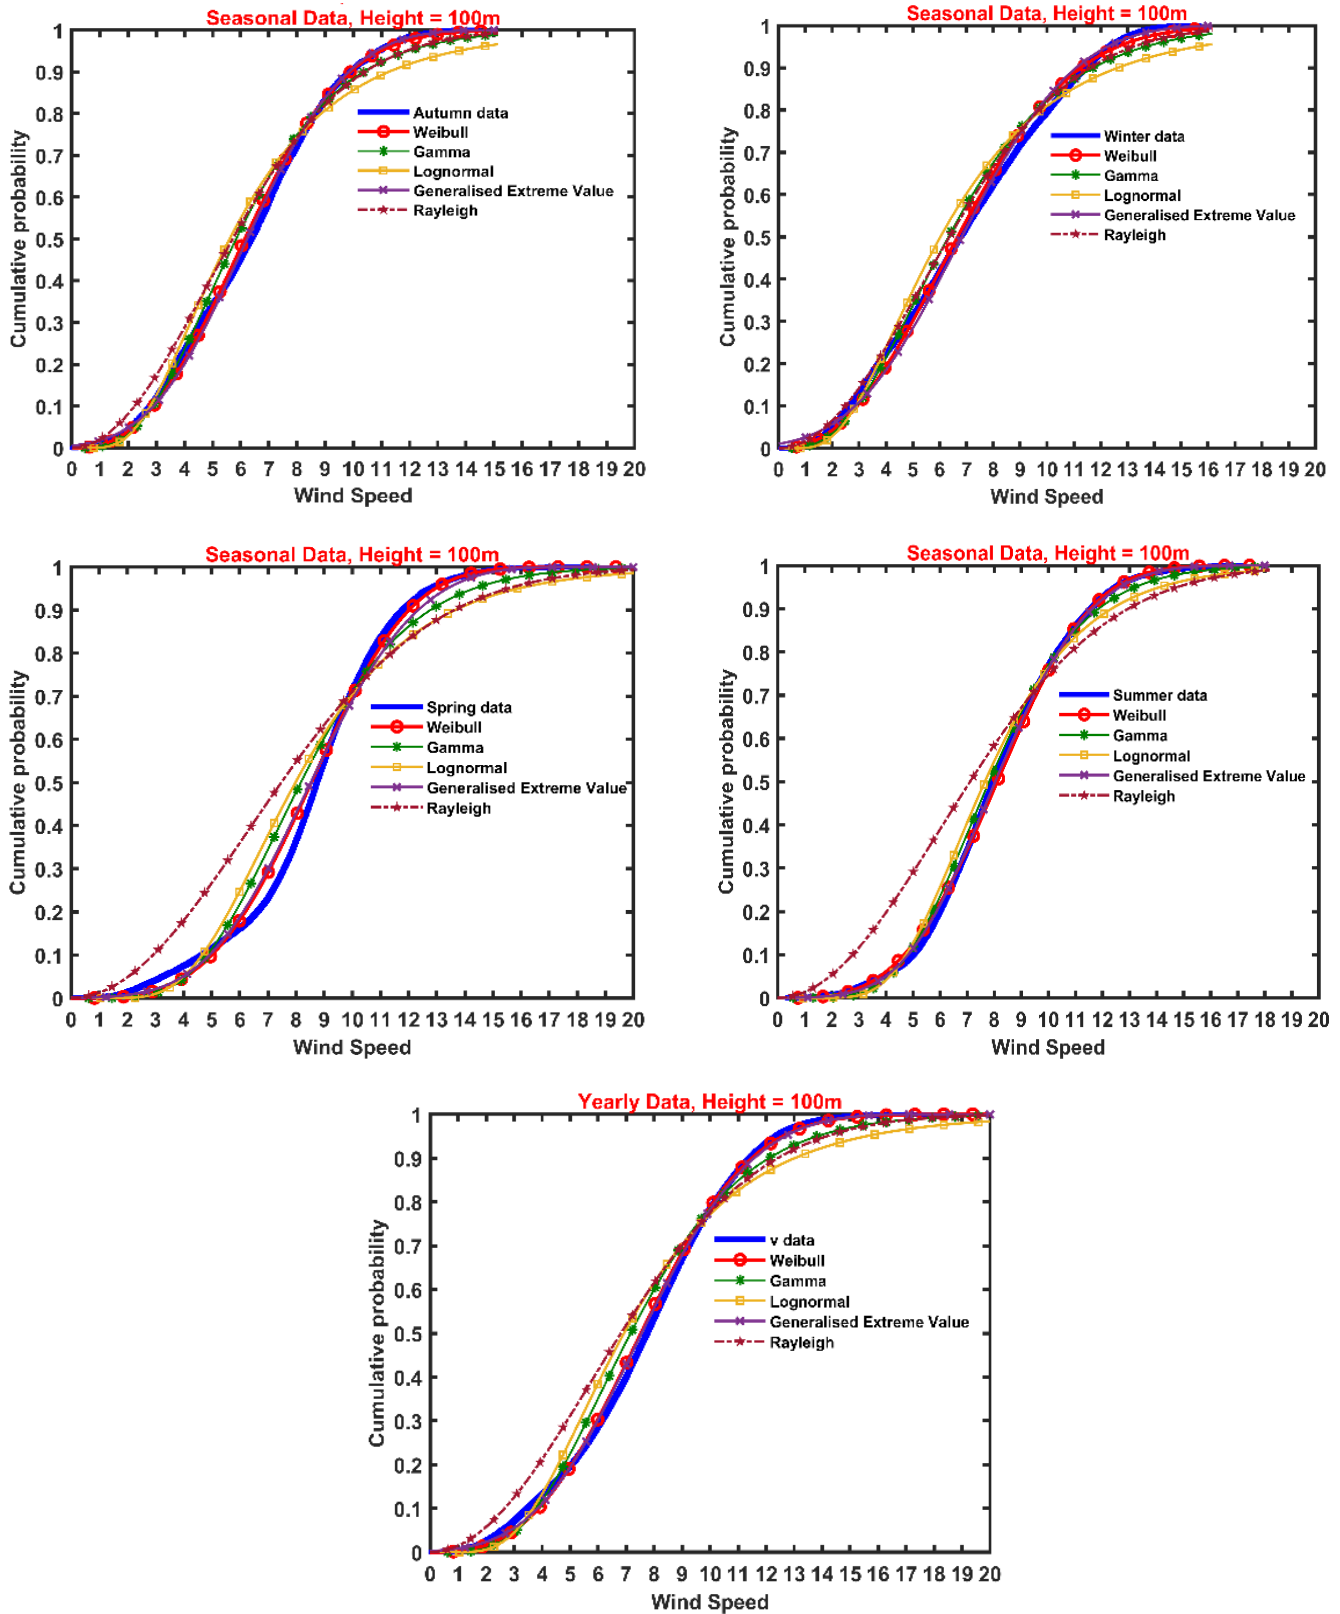 Seasonal Data, Height = 100m
1
0.9
0.8
0.7
0.6
0.5
0.4
0.3
0.2
0.1
0
Cumulative probability
Autumn data
Weibull
Gamma
Lognormal
Generalised Extreme Value
Rayleigh
0 1 2 3 4 5 6 7 8 9 10 11 12 13 14 15 16 17 18 19 20
Wind Speed
Seasonal Data, Height = 100m
1
0.9
0.8
0.7
0.6
0.5
0.4
0.3
0.2
0.1
0
Cumulative probability
Winter data
Weibull
Gamma
Lognormal
Generalised Extreme Value
Rayleigh
0 1 2 3 4 5 6 7 8 9 10 11 12 13 14 15 16 17 18 19 20
Wind Speed
Seasonal Data, Height = 100m
1
0.9
0.8
0.7
0.6
0.5
0.4
0.3
0.2
0.1
0
Cumulative probability
Spring data
Weibull
Gamma
Lognormal
Generalised Extreme Value
Rayleigh
0 1 2 3 4 5 6 7 8 9 10 11 12 13 14 15 16 17 18 19 20
Wind Speed
Seasonal Data, Height = 100m
1
0.9
0.8
0.7
0.6
0.5
0.4
0.3
0.2
0.1
0
Cumulative probability
Summer data
Weibull
Gamma
Lognormal
Generalised Extreme Value
Rayleigh
0 1 2 3 4 5 6 7 8 9 10 11 12 13 14 15 16 17 18 19 20
Wind Speed
Yearly Data, Height = 100m
1
0.9
0.8
0.7
0.6
0.5
0.4
0.3
0.2
0.1
0
Cumulative probability
v data
Weibull
Gamma
Lognormal
Generalised Extreme Value
Rayleigh
0 1 2 3 4 5 6 7 8 9 10 11 12 13 14 15 16 17 18 19 20
Wind Speed